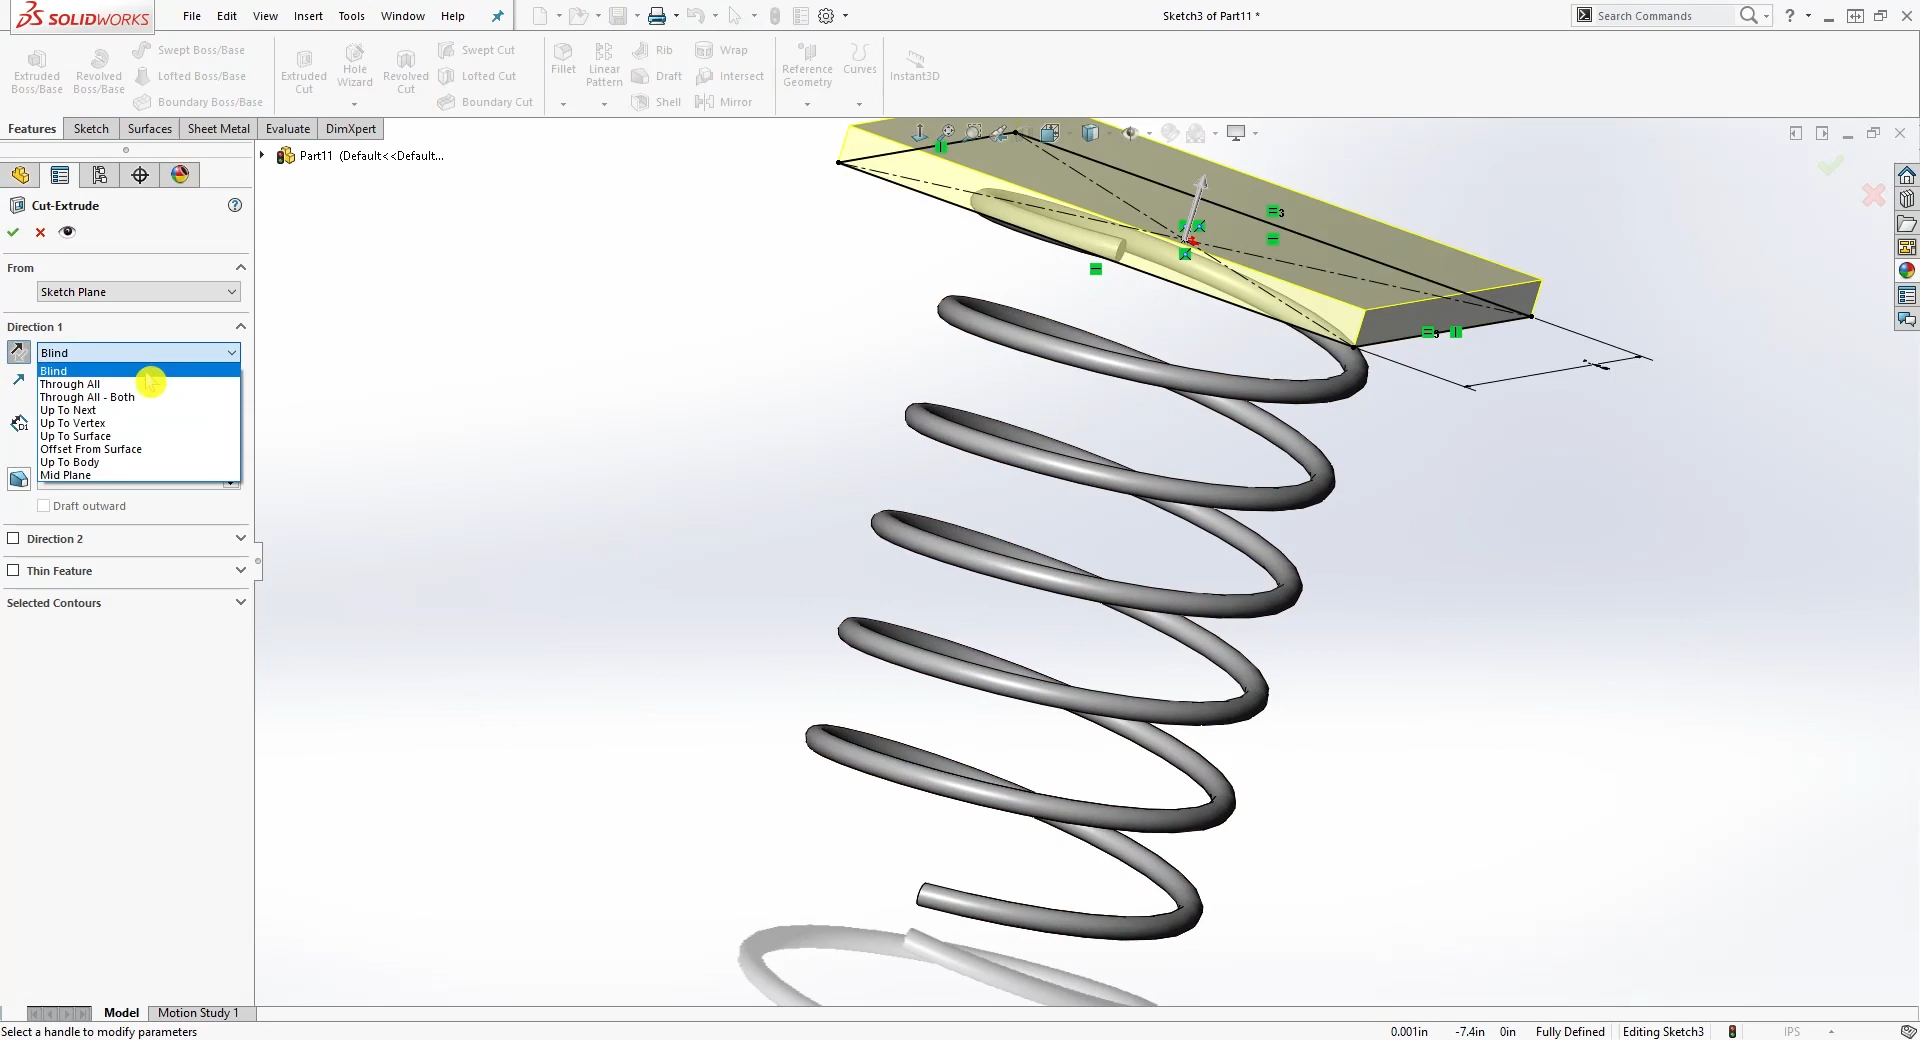 SOLIDWORKS
File Edit View Insert Tools Window Help
Sketch3 of Part11 *
Search Commands
Extruded Boss/Base
Revolved Boss/Base
Swept Boss/Base
Lofted Boss/Base
Boundary Boss/Base
Extruded Cut
Hole Wizard
Revolved Cut
Swept Cut
Lofted Cut
Boundary Cut
Fillet
Linear Pattern
Rib
Draft
Shell
Wrap
Intersect
Mirror
Reference Geometry
Curves
Instant3D
Features Sketch Surfaces Sheet Metal Evaluate DimXpert
Part11 (Default<<Default...
Cut-Extrude
From
Sketch Plane
Direction 1
Blind
Blind
Through All
Through All - Both
Up To Next
Up To Vertex
Up To Surface
Offset From Surface
Up To Body
Mid Plane
Draft outward
Direction 2
Thin Feature
Selected Contours
Model Motion Study 1
Select a handle to modify parameters
0.001in -7.4in 0in Fully Defined Editing Sketch3 IPS